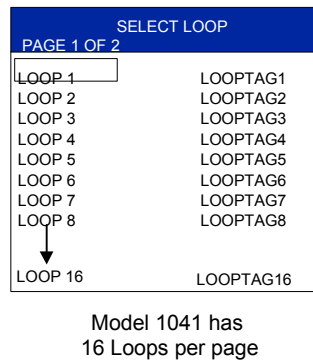 SELECT LOOP
PAGE 1 OF 2
LOOP 1 LOOPTAG1
LOOP 2 LOOPTAG2
LOOP 3 LOOPTAG3
LOOP 4 LOOPTAG4
LOOP 5 LOOPTAG5
LOOP 6 LOOPTAG6
LOOP 7 LOOPTAG7
LOOP 8 LOOPTAG8
LOOP 16 LOOPTAG16
Model 1041 has
16 Loops per page